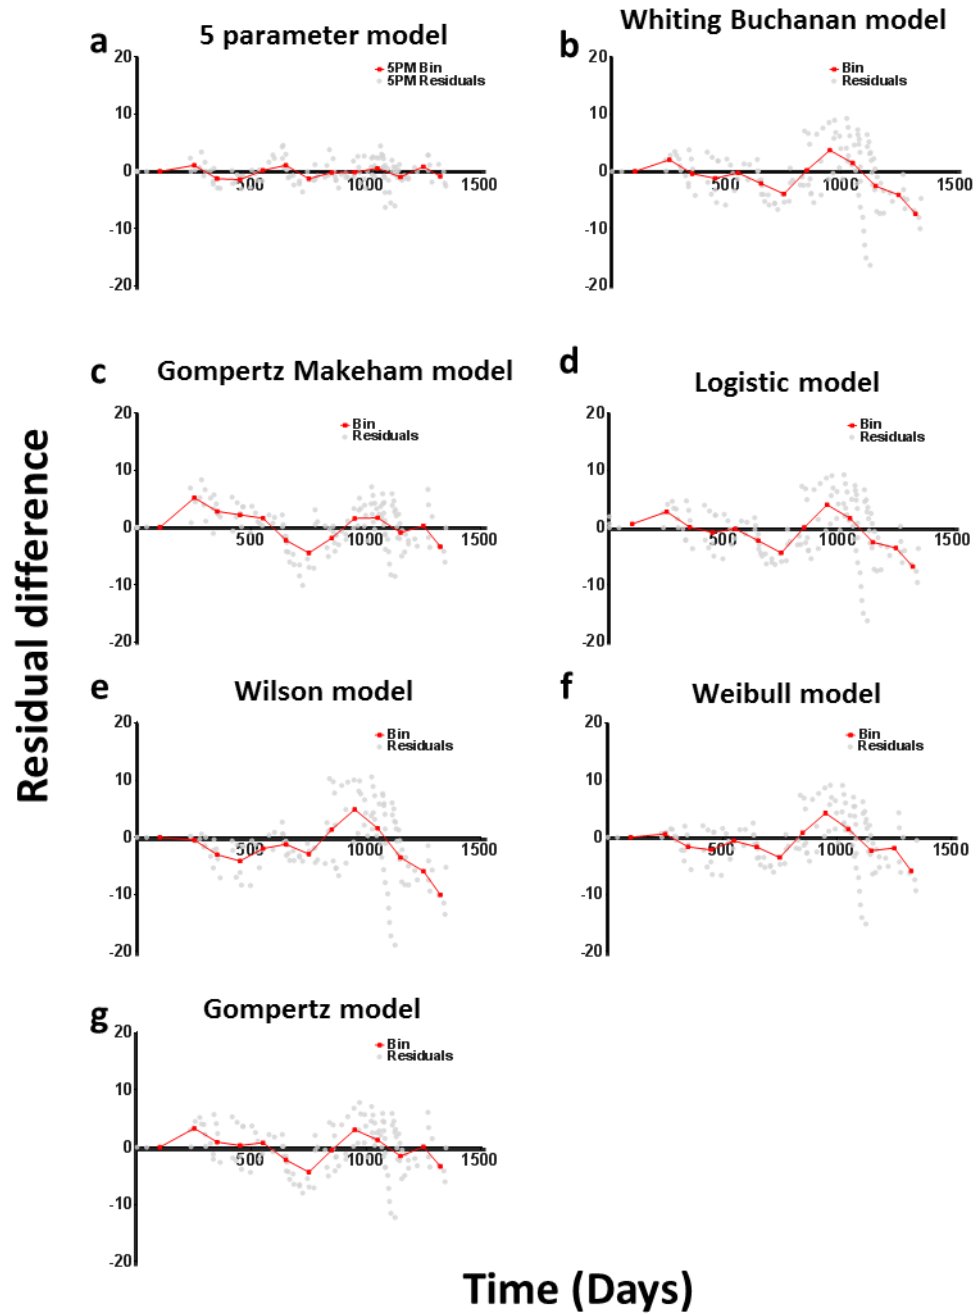 a
5 parameter model
20
10
0
-10
-20
500
1000
1500
5PM Bin
5PM Residuals
b
Whiting Buchanan model
20
10
0
-10
-20
500
1000
1500
Bin
Residuals
c
Gompertz Makeham model
20
10
0
-10
-20
500
1000
1500
Bin
Residuals
d
Logistic model
20
10
0
-10
-20
500
1000
1500
Bin
Residuals
Residual difference
e
Wilson model
20
10
0
-10
-20
500
1000
1500
Bin
Residuals
f
Weibull model
20
10
0
-10
-20
500
1000
1500
Bin
Residuals
g
Gompertz model
20
10
0
-10
-20
500
1000
1500
Bin
Residuals
Time (Days)